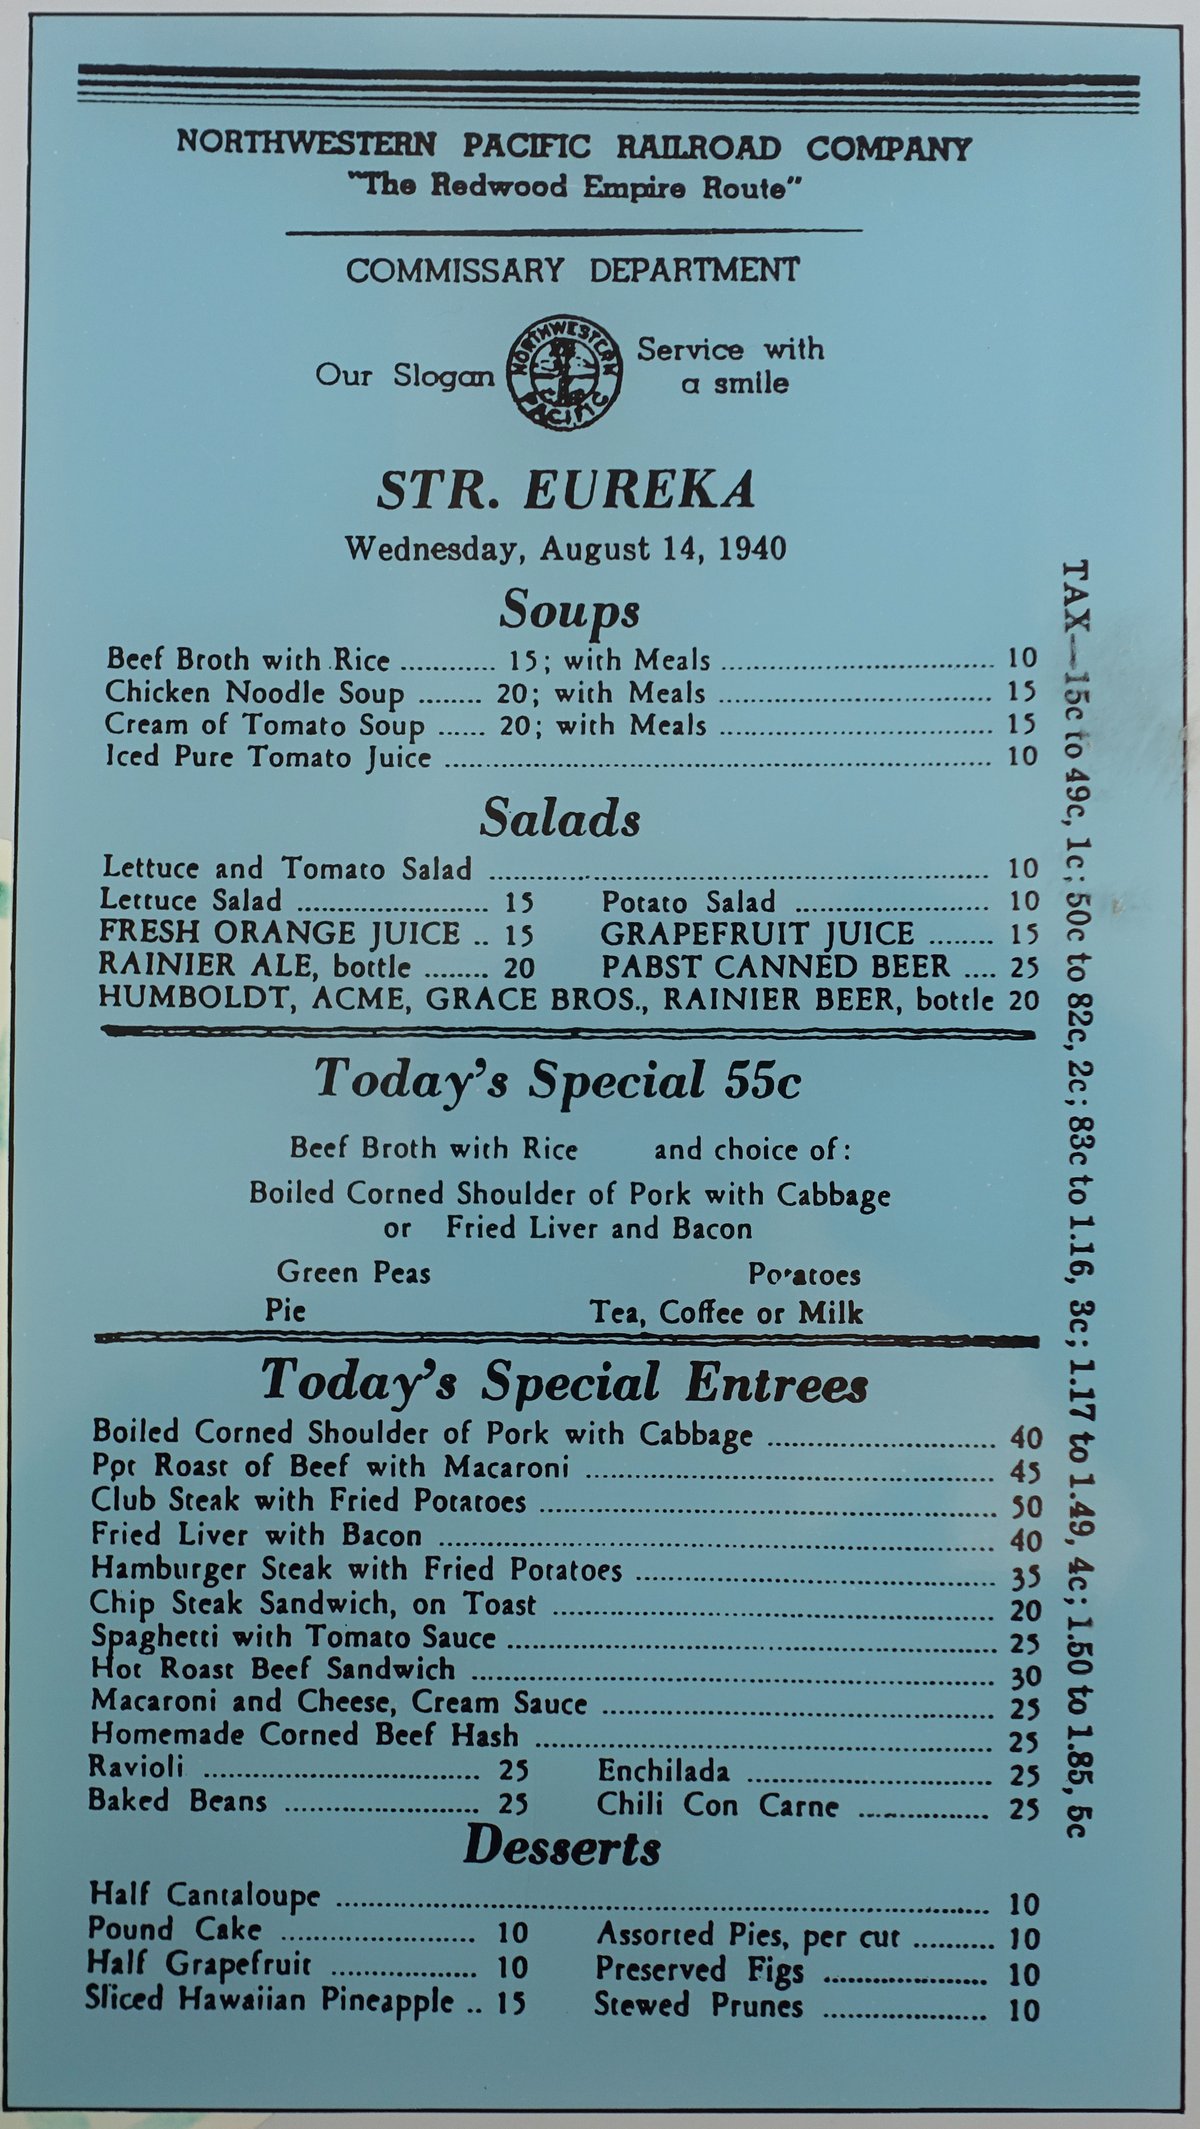 NORTHWESTERN PACIFIC RAILROAD COMPANY
"The Redwood Empire Route"
COMMISSARY DEPARTMENT
Our Slogan
NORTHWESTERN PACIFIC
Service with
a smile
STR. EUREKA
Wednesday, August 14, 1940
Soups
Beef Broth with Rice ............ 15; with Meals .................................. 10
Chicken Noodle Soup ........ 20; with Meals .................................. 15
Cream of Tomato Soup ...... 20; with Meals .................................. 15
Iced Pure Tomato Juice .................................................................... 10
Salads
Lettuce and Tomato Salad .............................................................. 10
Lettuce Salad ........................ 15 Potato Salad ........................ 10
FRESH ORANGE JUICE .. 15 GRAPEFRUIT JUICE ........ 15
RAINIER ALE, bottle ........ 20 PABST CANNED BEER .... 25
HUMBOLDT, ACME, GRACE BROS., RAINIER BEER, bottle 20
Today's Special 55c
Beef Broth with Rice and choice of:
Boiled Corned Shoulder of Pork with Cabbage
or Fried Liver and Bacon
Green Peas Potatoes
Pie Tea, Coffee or Milk
Today's Special Entrees
Boiled Corned Shoulder of Pork with Cabbage ............................ 40
Pot Roast of Beef with Macaroni .................................................. 45
Club Steak with Fried Potatoes ........................................................ 50
Fried Liver with Bacon .................................................................... 40
Hamburger Steak with Fried Potatoes ............................................ 35
Chip Steak Sandwich, on Toast ...................................................... 20
Spaghetti with Tomato Sauce ............................................................ 25
Hot Roast Beef Sandwich ................................................................ 30
Macaroni and Cheese, Cream Sauce ................................................ 25
Homemade Corned Beef Hash ........................................................ 25
Ravioli .................................. 25 Enchilada .............................. 25
Baked Beans ........................ 25 Chili Con Carne .................... 25
Desserts
Half Cantaloupe ................................................................................ 10
Pound Cake ........................ 10 Assorted Pies, per cut .......... 10
Half Grapefruit .................. 10 Preserved Figs .................... 10
Sliced Hawaiian Pineapple .. 15 Stewed Prunes .................... 10
TAX—15c to 49c, 1c; 50c to 82c, 2c; 83c to 1.16, 3c; 1.17 to 1.49, 4c; 1.50 to 1.85, 5c